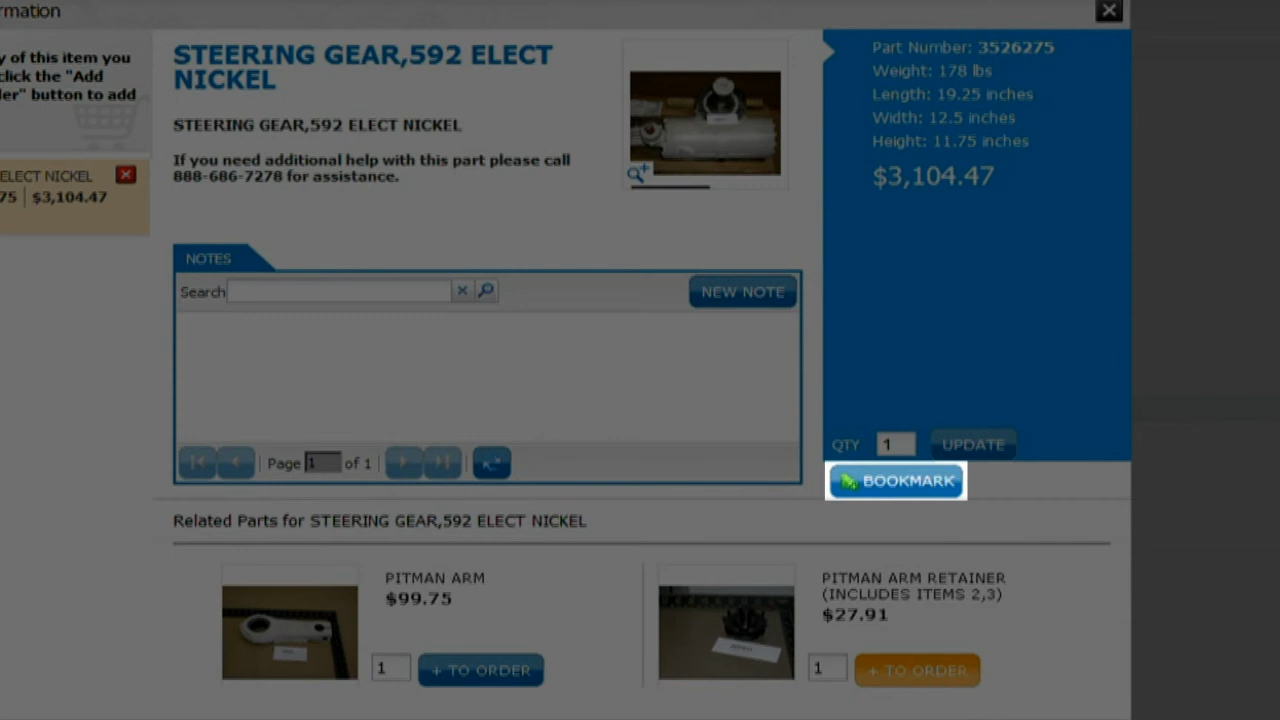 rmation
y of this item you
click the "Add
ler" button to add
ELECT NICKEL
75 | $3,104.47
STEERING GEAR,592 ELECT
NICKEL
STEERING GEAR,592 ELECT NICKEL
If you need additional help with this part please call
888-686-7278 for assistance.
Part Number: 3526275
Weight: 178 lbs
Length: 19.25 inches
Width: 12.5 inches
Height: 11.75 inches
$3,104.47
NOTES
Search
NEW NOTE
Page 1 of 1
QTY 1 UPDATE
BOOKMARK
Related Parts for STEERING GEAR,592 ELECT NICKEL
PITMAN ARM
$99.75
1 + TO ORDER
PITMAN ARM RETAINER
(INCLUDES ITEMS 2,3)
$27.91
1 + TO ORDER